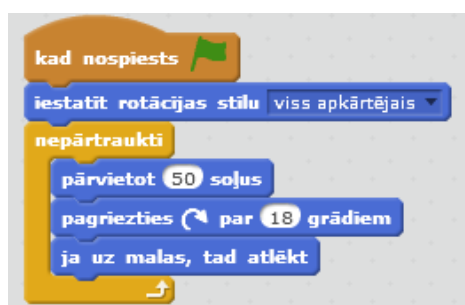 kad nospiests
iestatīt rotācijas stilu viss apkārtējais
nepārtraukti
pārvietot 50 soļus
pagriezties par 18 grādiem
ja uz malas, tad atlēkt